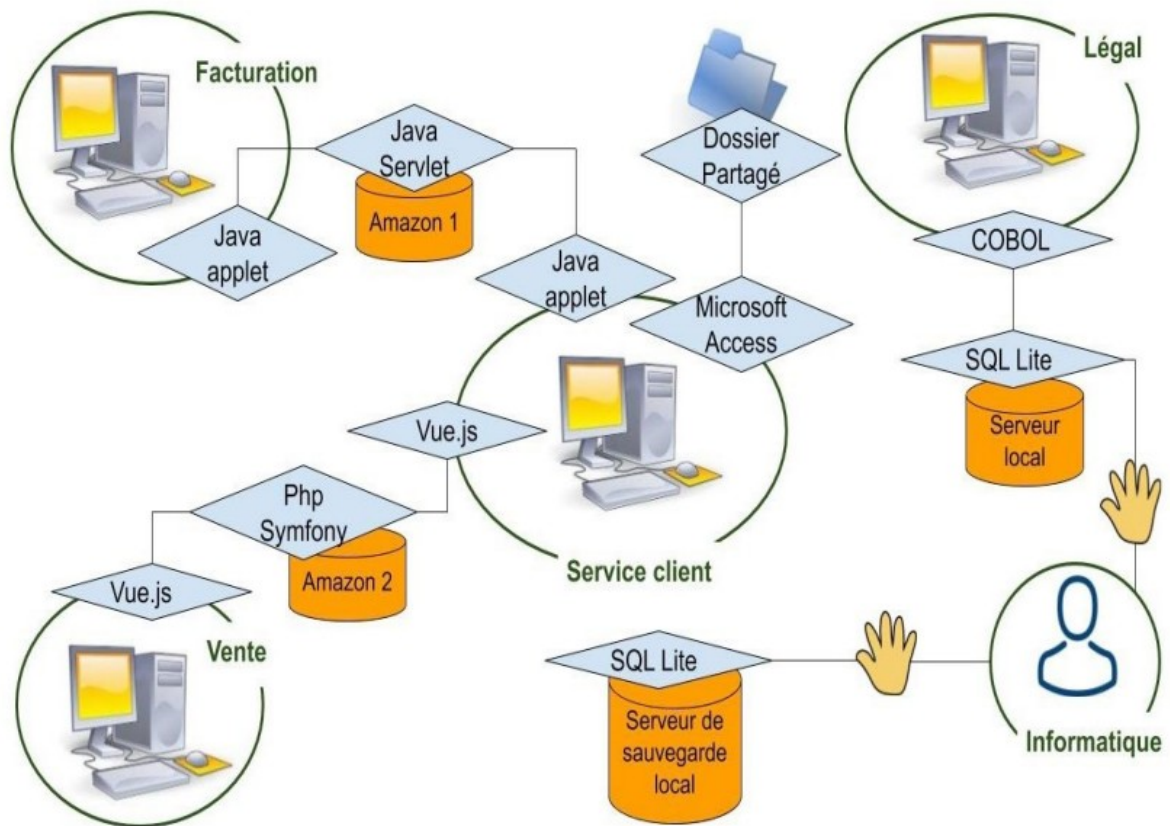 Facturation
Java
Servlet
Amazon 1
Java
applet
Dossier
Partagé
Légal
COBOL
Java
applet
Microsoft
Access
SQL Lite
Serveur
local
Vue.js
Php
Symfony
Amazon 2
Service client
Vue.js
Vente
SQL Lite
Serveur de
sauvegarde
local
Informatique